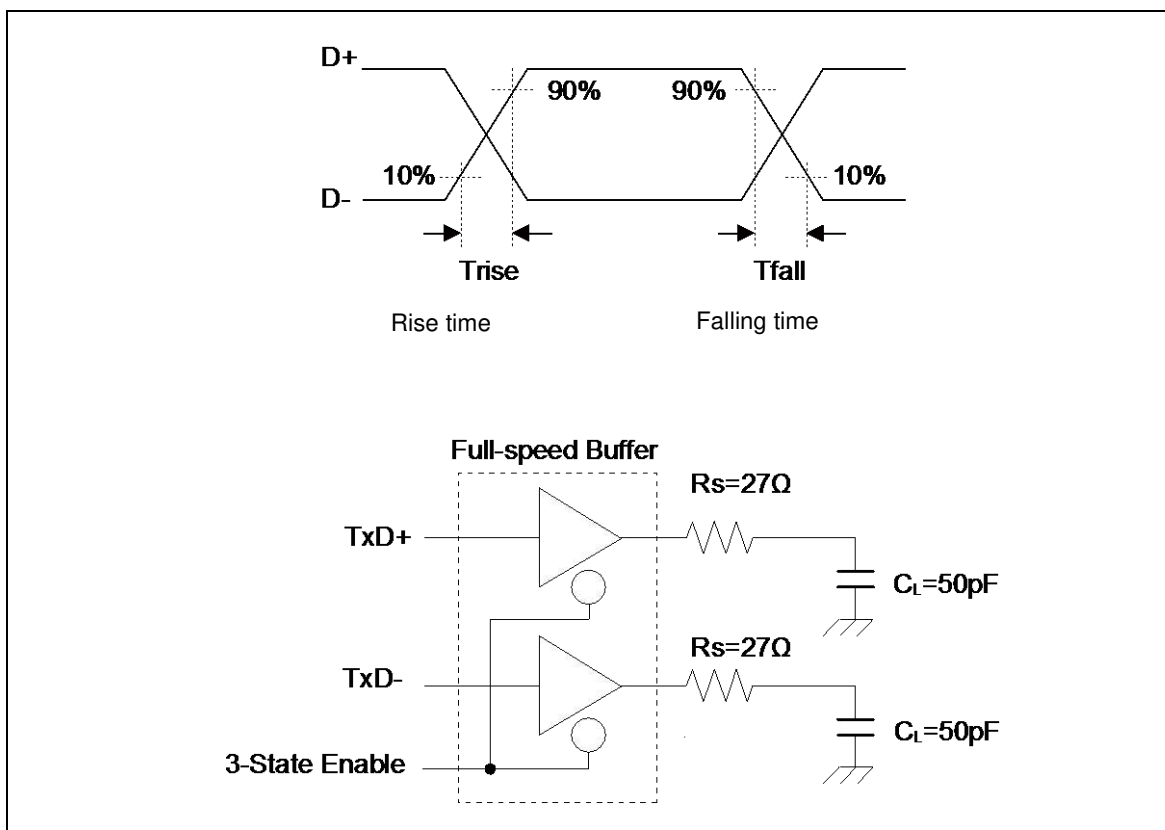 D+
90%
90%
10%
10%
D-
Trise
Tfall
Rise time
Falling time
Full-speed Buffer
Rs=27Ω
TxD+
CL=50pF
Rs=27Ω
TxD-
CL=50pF
3-State Enable